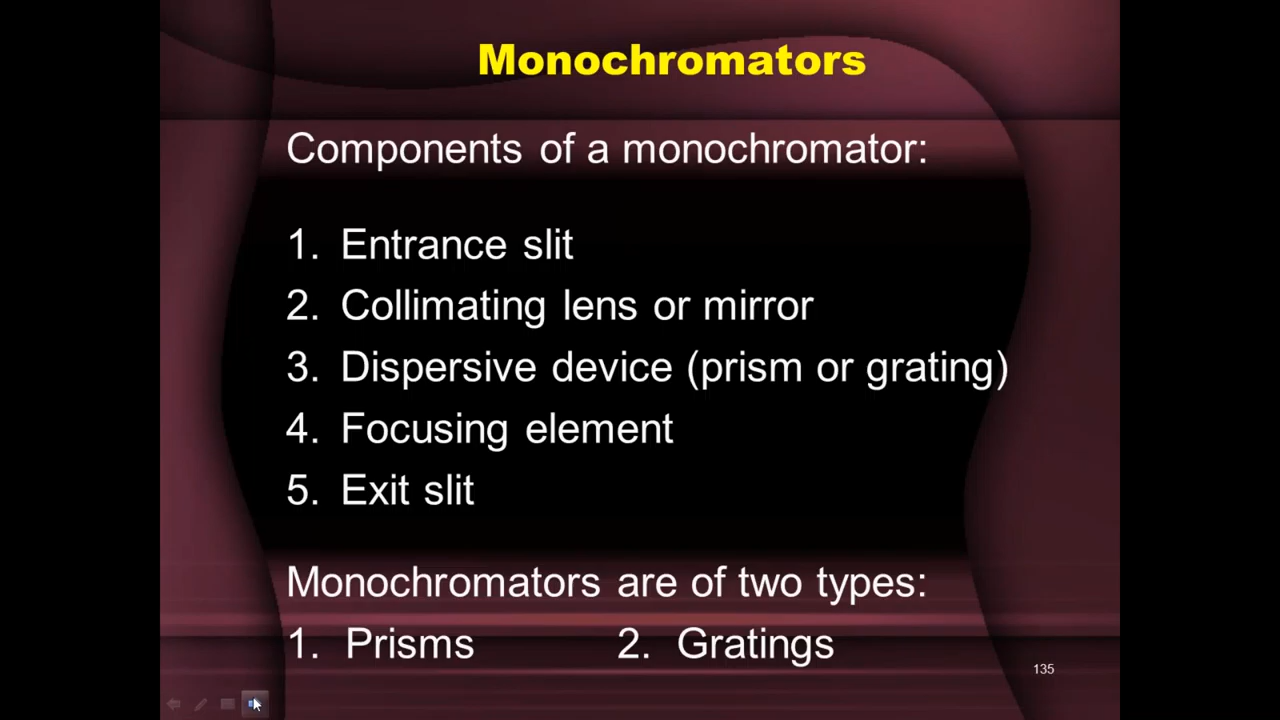 Monochromators
Components of a monochromator:
1. Entrance slit
2. Collimating lens or mirror
3. Dispersive device (prism or grating)
4. Focusing element
5. Exit slit
Monochromators are of two types:
1. Prisms 2. Gratings
135